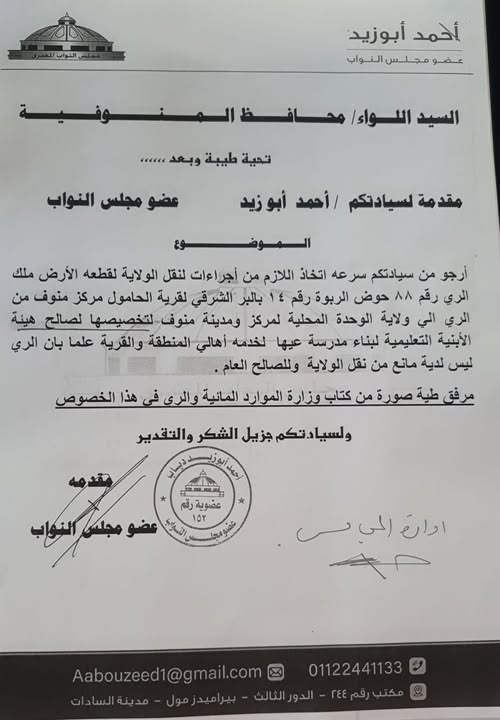 أحمد أبوزيد
عضو مجلس النواب
مجلس النواب المصرى
السيد اللواء/ محافظ المنوفية
تحية طيبة وبعد ،،،،،،
مقدمة لسيادتكم / أحمد أبو زيد عضو مجلس النواب
الموضوع
أرجو من سيادتكم سرعه اتخاذ اللازم من أجراءات لنقل الولاية لقطعه الأرض ملك
الري رقم ٨٨ حوض الربوة رقم ١٤ بالبر الشرقي لقرية الحامول مركز منوف من
الري الي ولاية الوحدة المحلية لمركز ومدينة منوف لتخصيصها لصالح هيئة
الأبنية التعليمية لبناء مدرسة عيها لخدمه أهالي المنطقة والقرية علما بان الري
ليس لدية مانع من نقل الولاية وللصالح العام .
مرفق طية صورة من كتاب وزارة الموارد المائية والري في هذا الخصوص
ولسيادتكم جزيل الشكر والتقدير
مقدمه
عضو مجلس النواب
أحمد أبوزيد دياب
عضوية رقم
١٥٢
عضو مجلس النواب
ادارة المجالس
Aabouzeed1@gmail.com 01122441133
مكتب رقم ٢٤٤ - الدور الثالث - بيراميدز مول - مدينة السادات